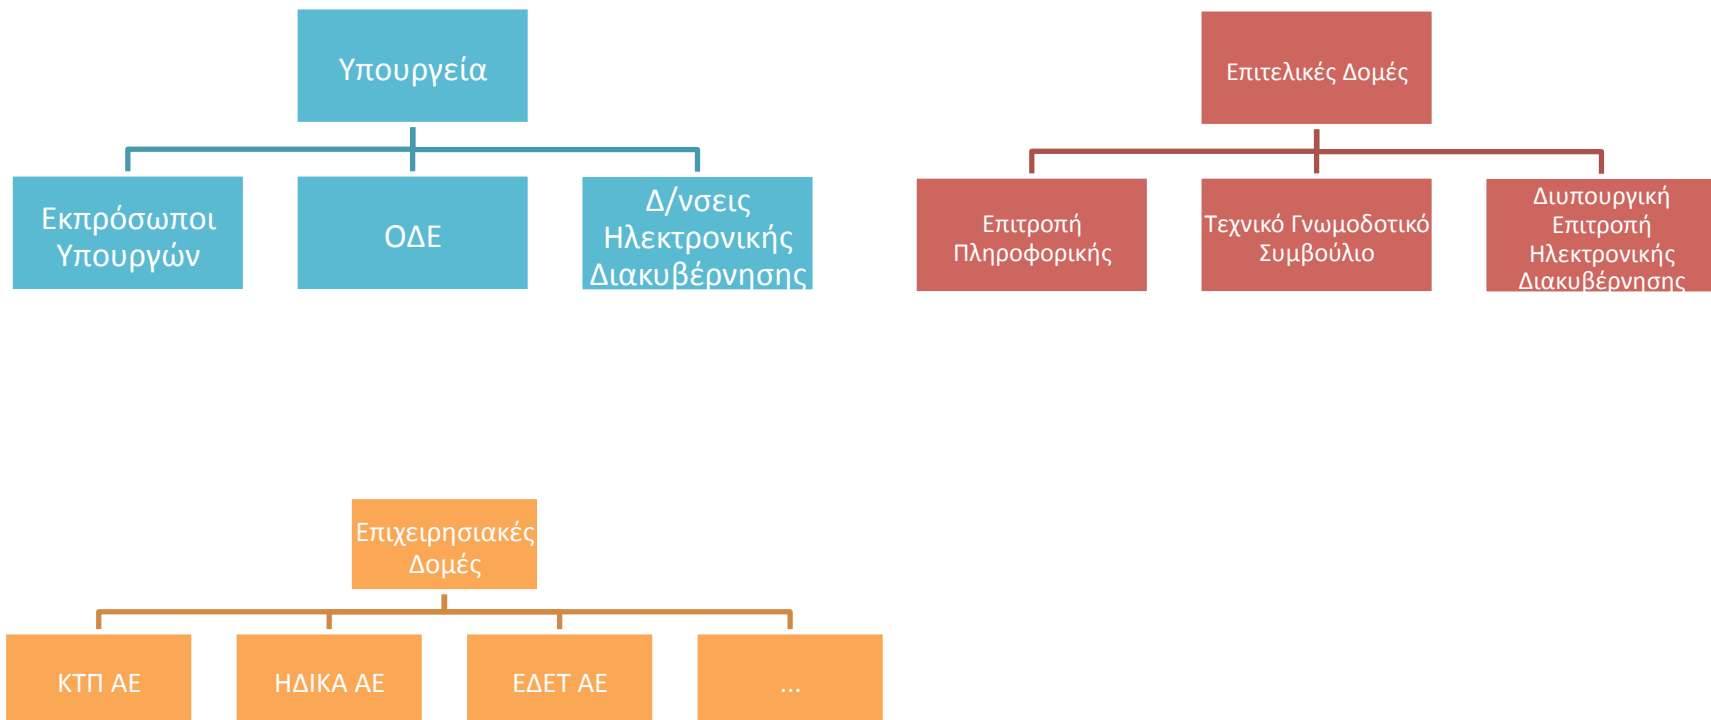 Υπουργεία
Εκπρόσωποι
Υπουργών
ΟΔΕ
Δ/νσεις
Ηλεκτρονικής
Διακυβέρνησης
Επιτελικές Δομές
Επιτροπή
Πληροφορικής
Τεχνικό Γνωμοδοτικό
Συμβούλιο
Διυπουργική
Επιτροπή
Ηλεκτρονικής
Διακυβέρνησης
Επιχειρησιακές
Δομές
ΚΤΠ ΑΕ
ΗΔΙΚΑ ΑΕ
ΕΔΕΤ ΑΕ
...